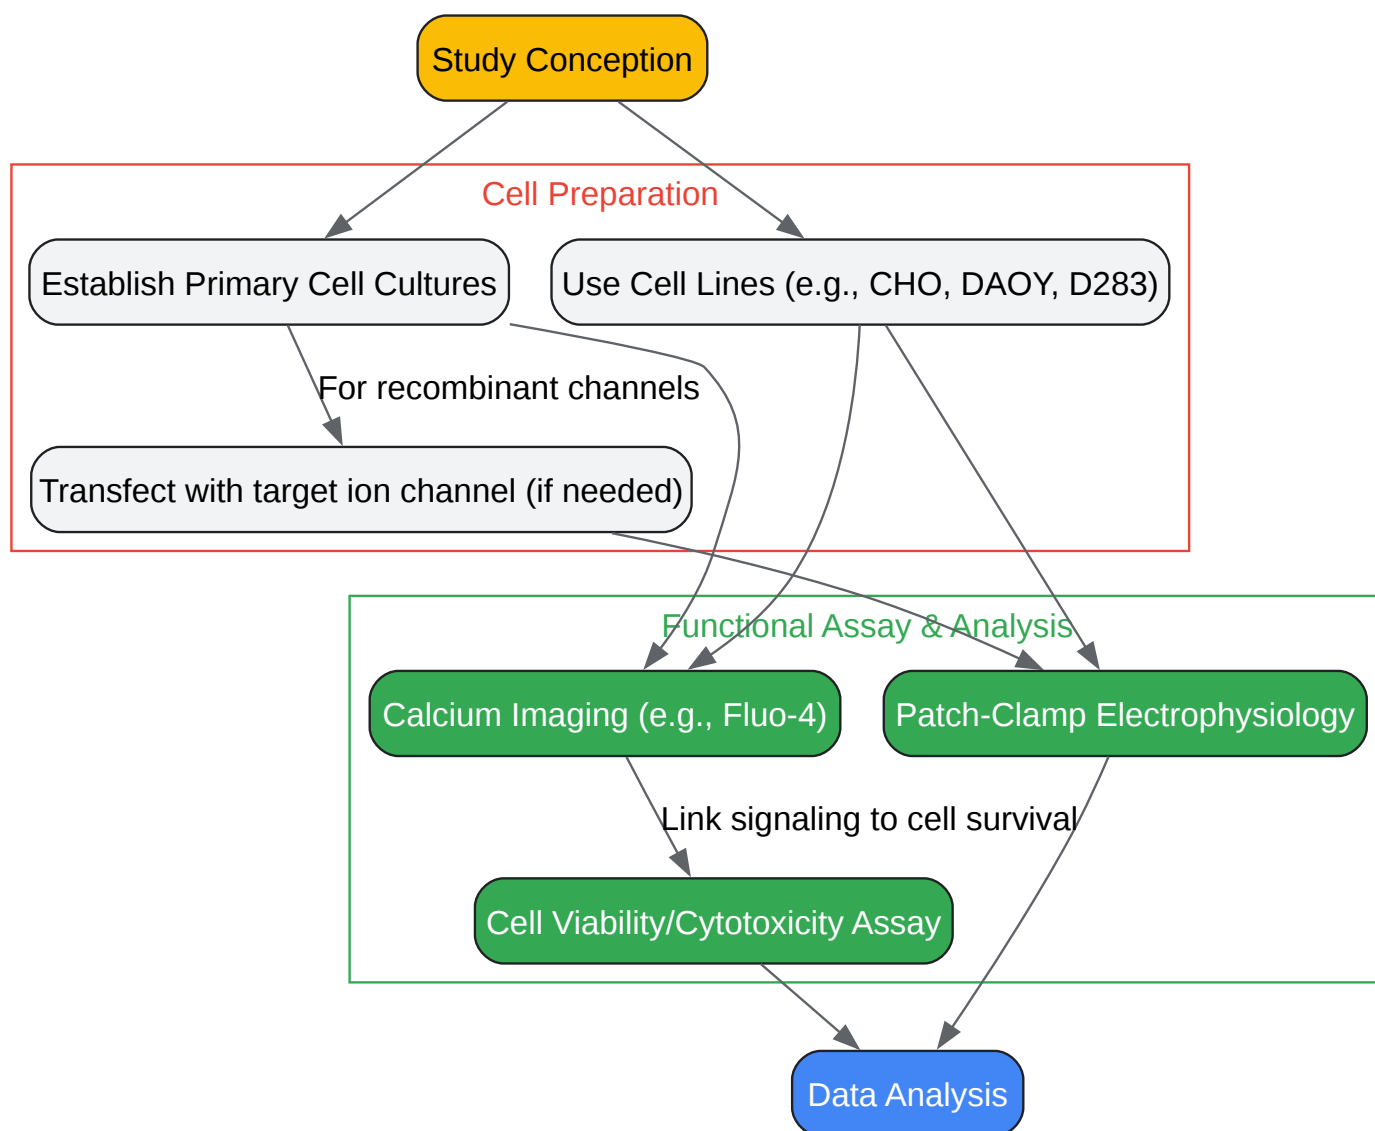 Study Conception
Cell Preparation
Establish Primary Cell Cultures
Use Cell Lines (e.g., CHO, DAOY, D283)
For recombinant channels
Transfect with target ion channel (if needed)
Functional Assay & Analysis
Calcium Imaging (e.g., Fluo-4)
Patch-Clamp Electrophysiology
Link signaling to cell survival
Cell Viability/Cytotoxicity Assay
Data Analysis